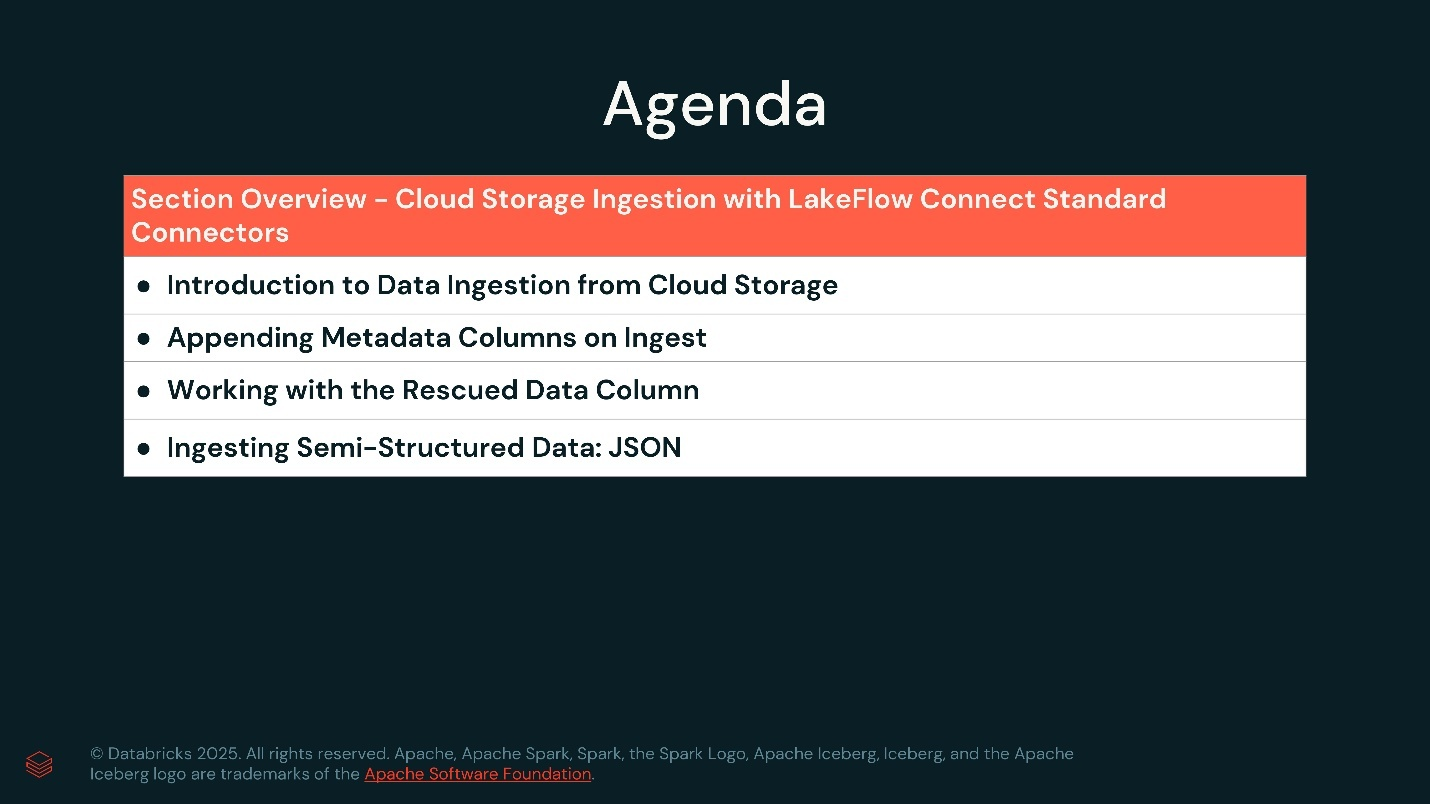 Agenda
Section Overview – Cloud Storage Ingestion with LakeFlow Connect Standard
Connectors
● Introduction to Data Ingestion from Cloud Storage
● Appending Metadata Columns on Ingest
● Working with the Rescued Data Column
● Ingesting Semi-Structured Data: JSON
© Databricks 2025. All rights reserved. Apache, Apache Spark, Spark, the Spark Logo, Apache Iceberg, Iceberg, and the Apache
Iceberg logo are trademarks of the Apache Software Foundation.